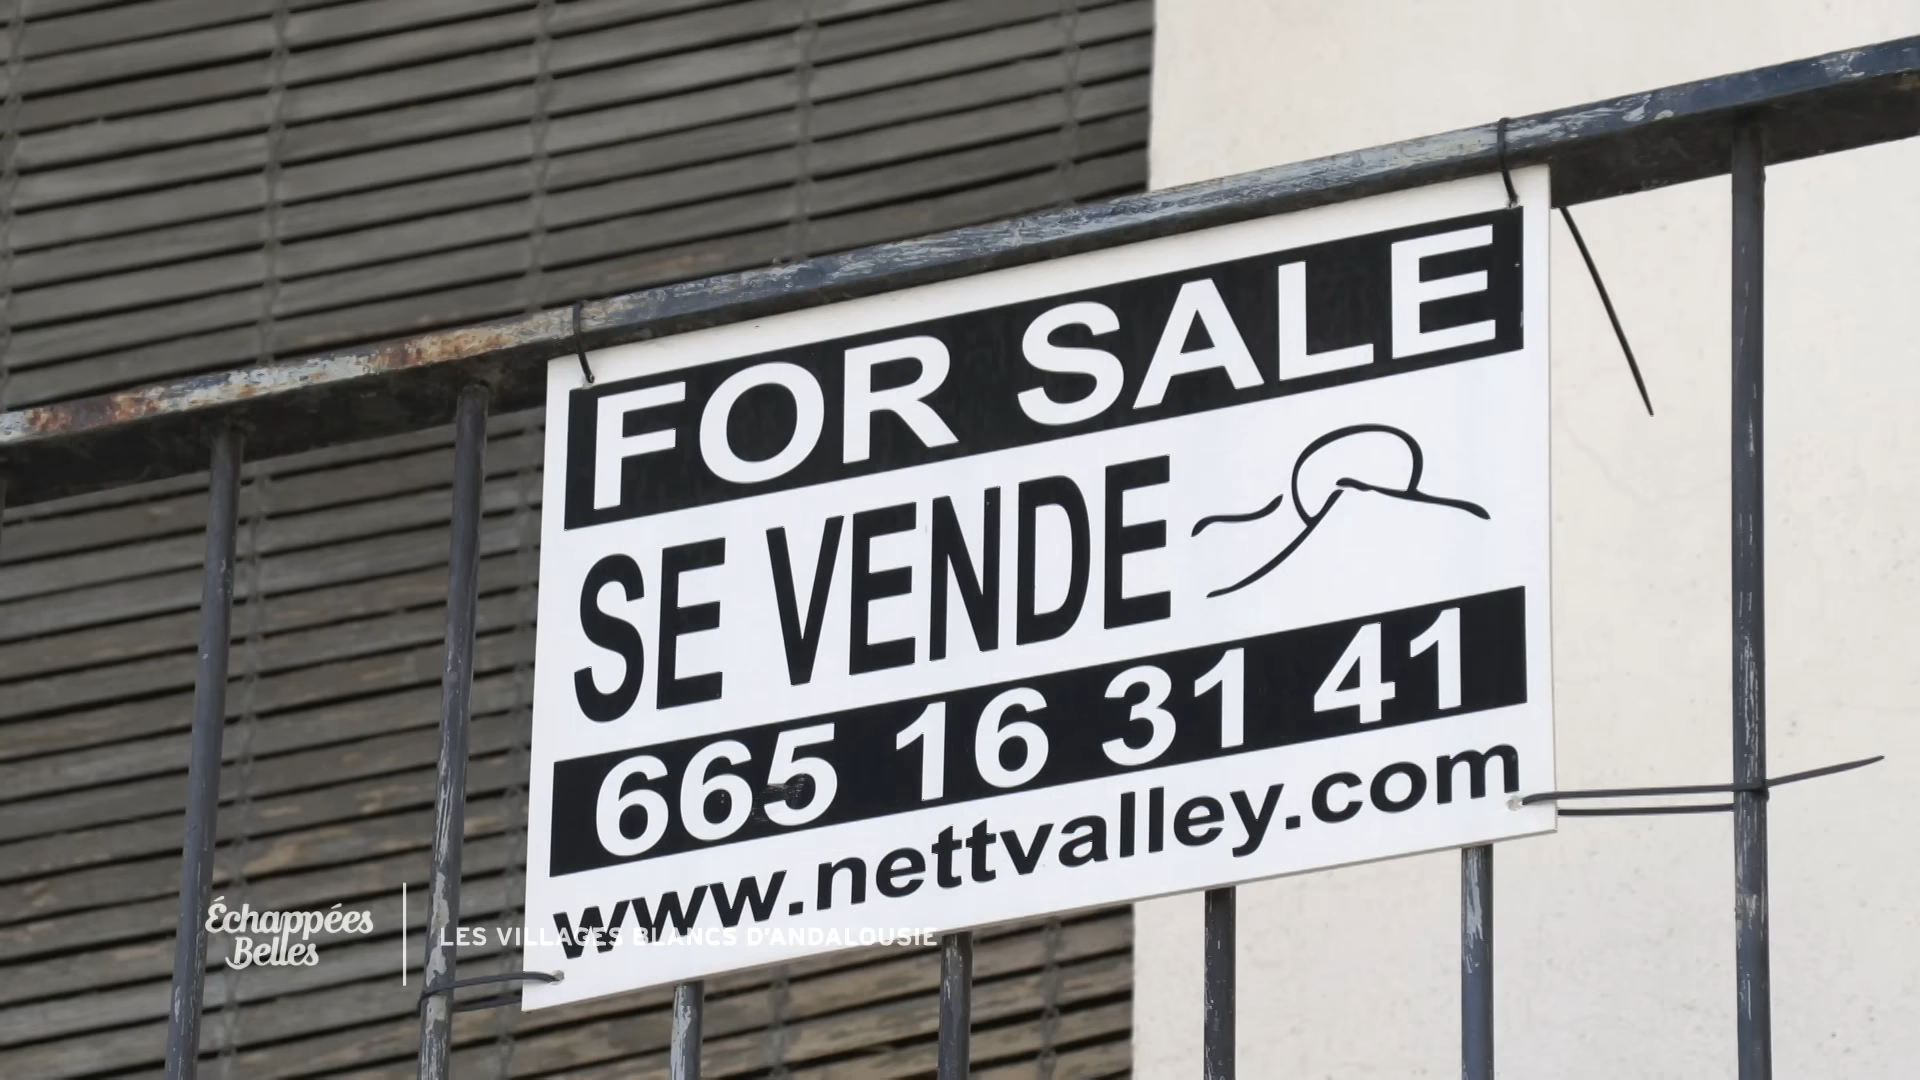 FOR SALE
SE VENDE
665 16 31 41
www.nettvalley.com
Échappées
Belles
LES VILLAGES BLANCS D'ANDALOUSIE